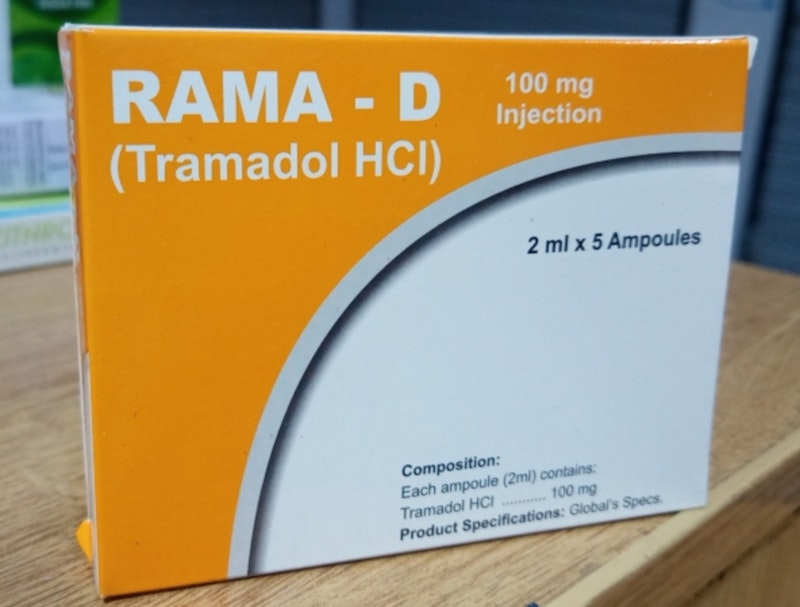 RAMA - D
(Tramadol HCl)
100 mg
Injection
2 ml x 5 Ampoules
Composition:
Each ampoule (2ml) contains:
Tramadol HCl ........... 100 mg
Product Specifications: Global's Specs.